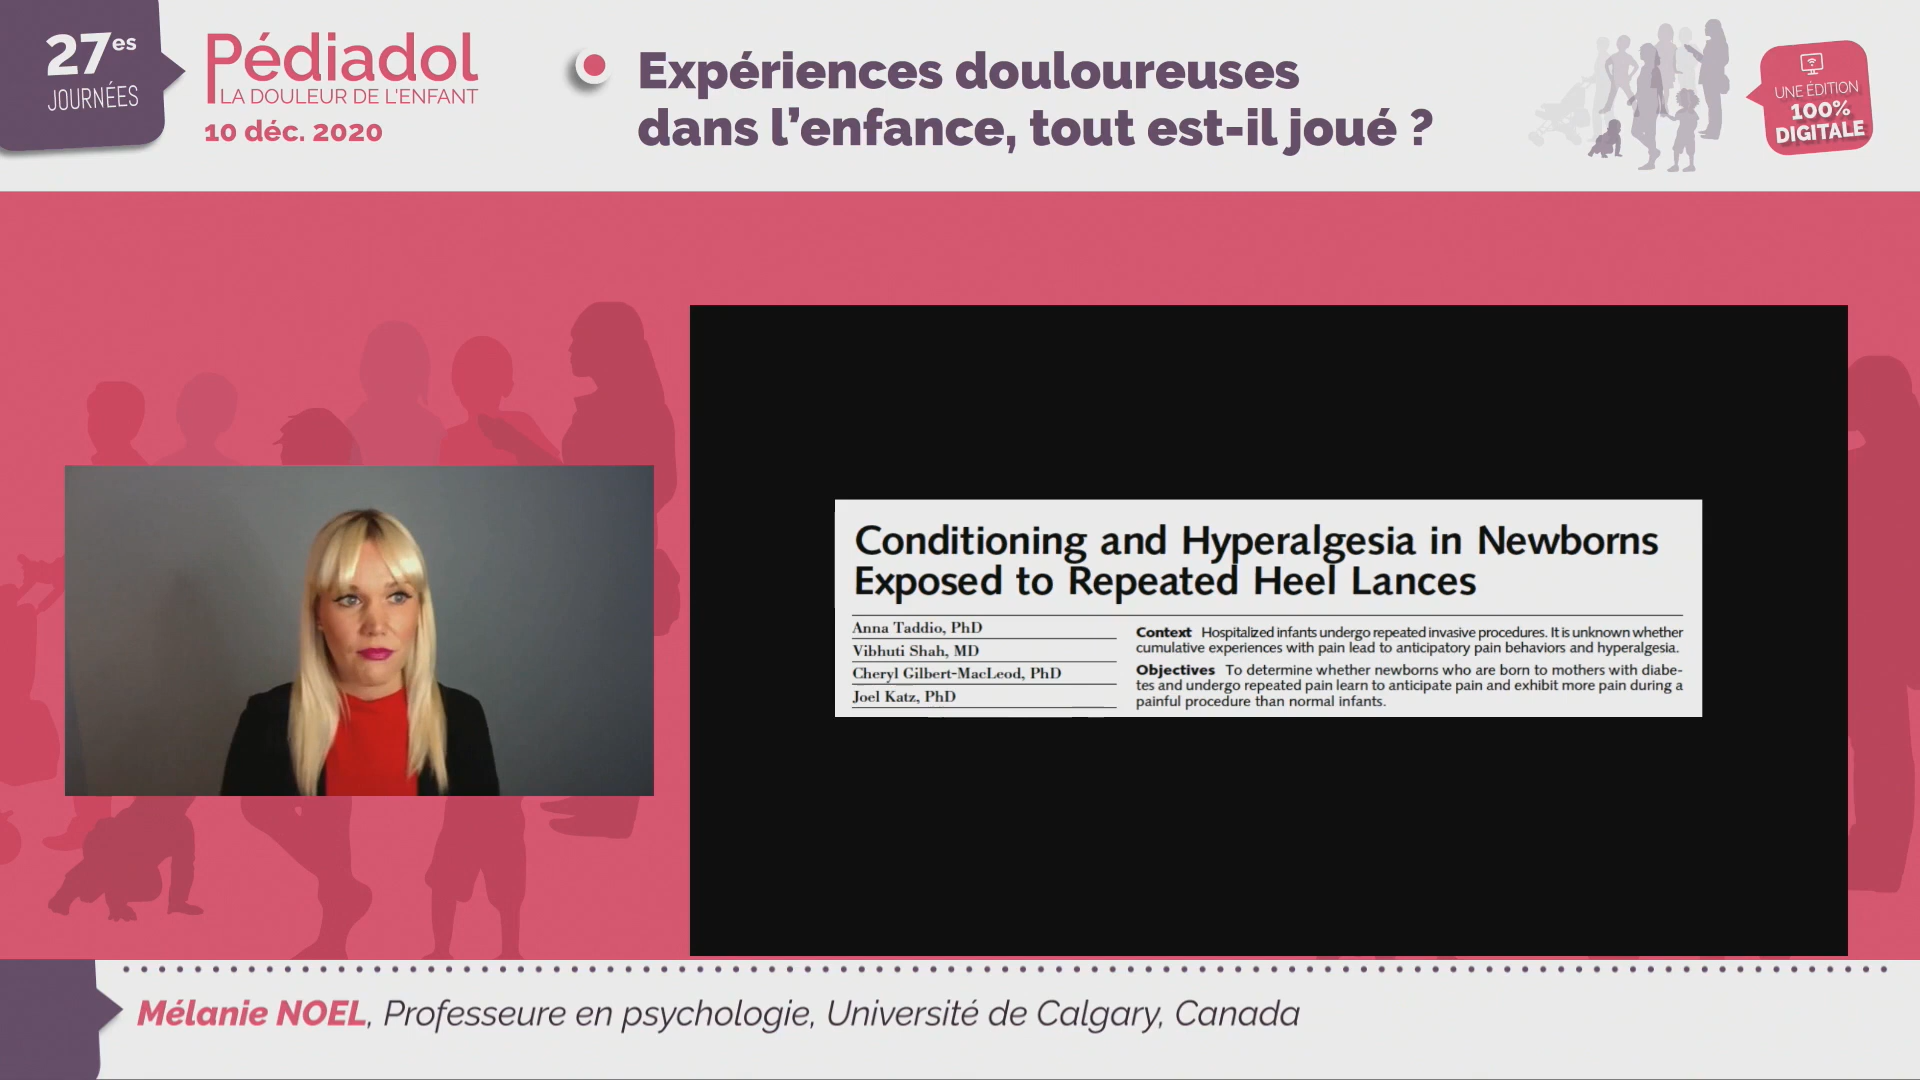 27es
JOURNÉES
Pédiadol
LA DOULEUR DE L'ENFANT
10 déc. 2020
Expériences douloureuses
dans l’enfance, tout est-il joué ?
UNE ÉDITION
100%
DIGITALE
Conditioning and Hyperalgesia in Newborns
Exposed to Repeated Heel Lances
Anna Taddio, PhD
Vibhuti Shah, MD
Cheryl Gilbert-MacLeod, PhD
Joel Katz, PhD
Context Hospitalized infants undergo repeated invasive procedures. It is unknown whether
cumulative experiences with pain lead to anticipatory pain behaviors and hyperalgesia.
Objectives To determine whether newborns who are born to mothers with diabe-
tes and undergo repeated pain learn to anticipate pain and exhibit more pain during a
painful procedure than normal infants.
Mélanie NOEL, Professeure en psychologie, Université de Calgary, Canada